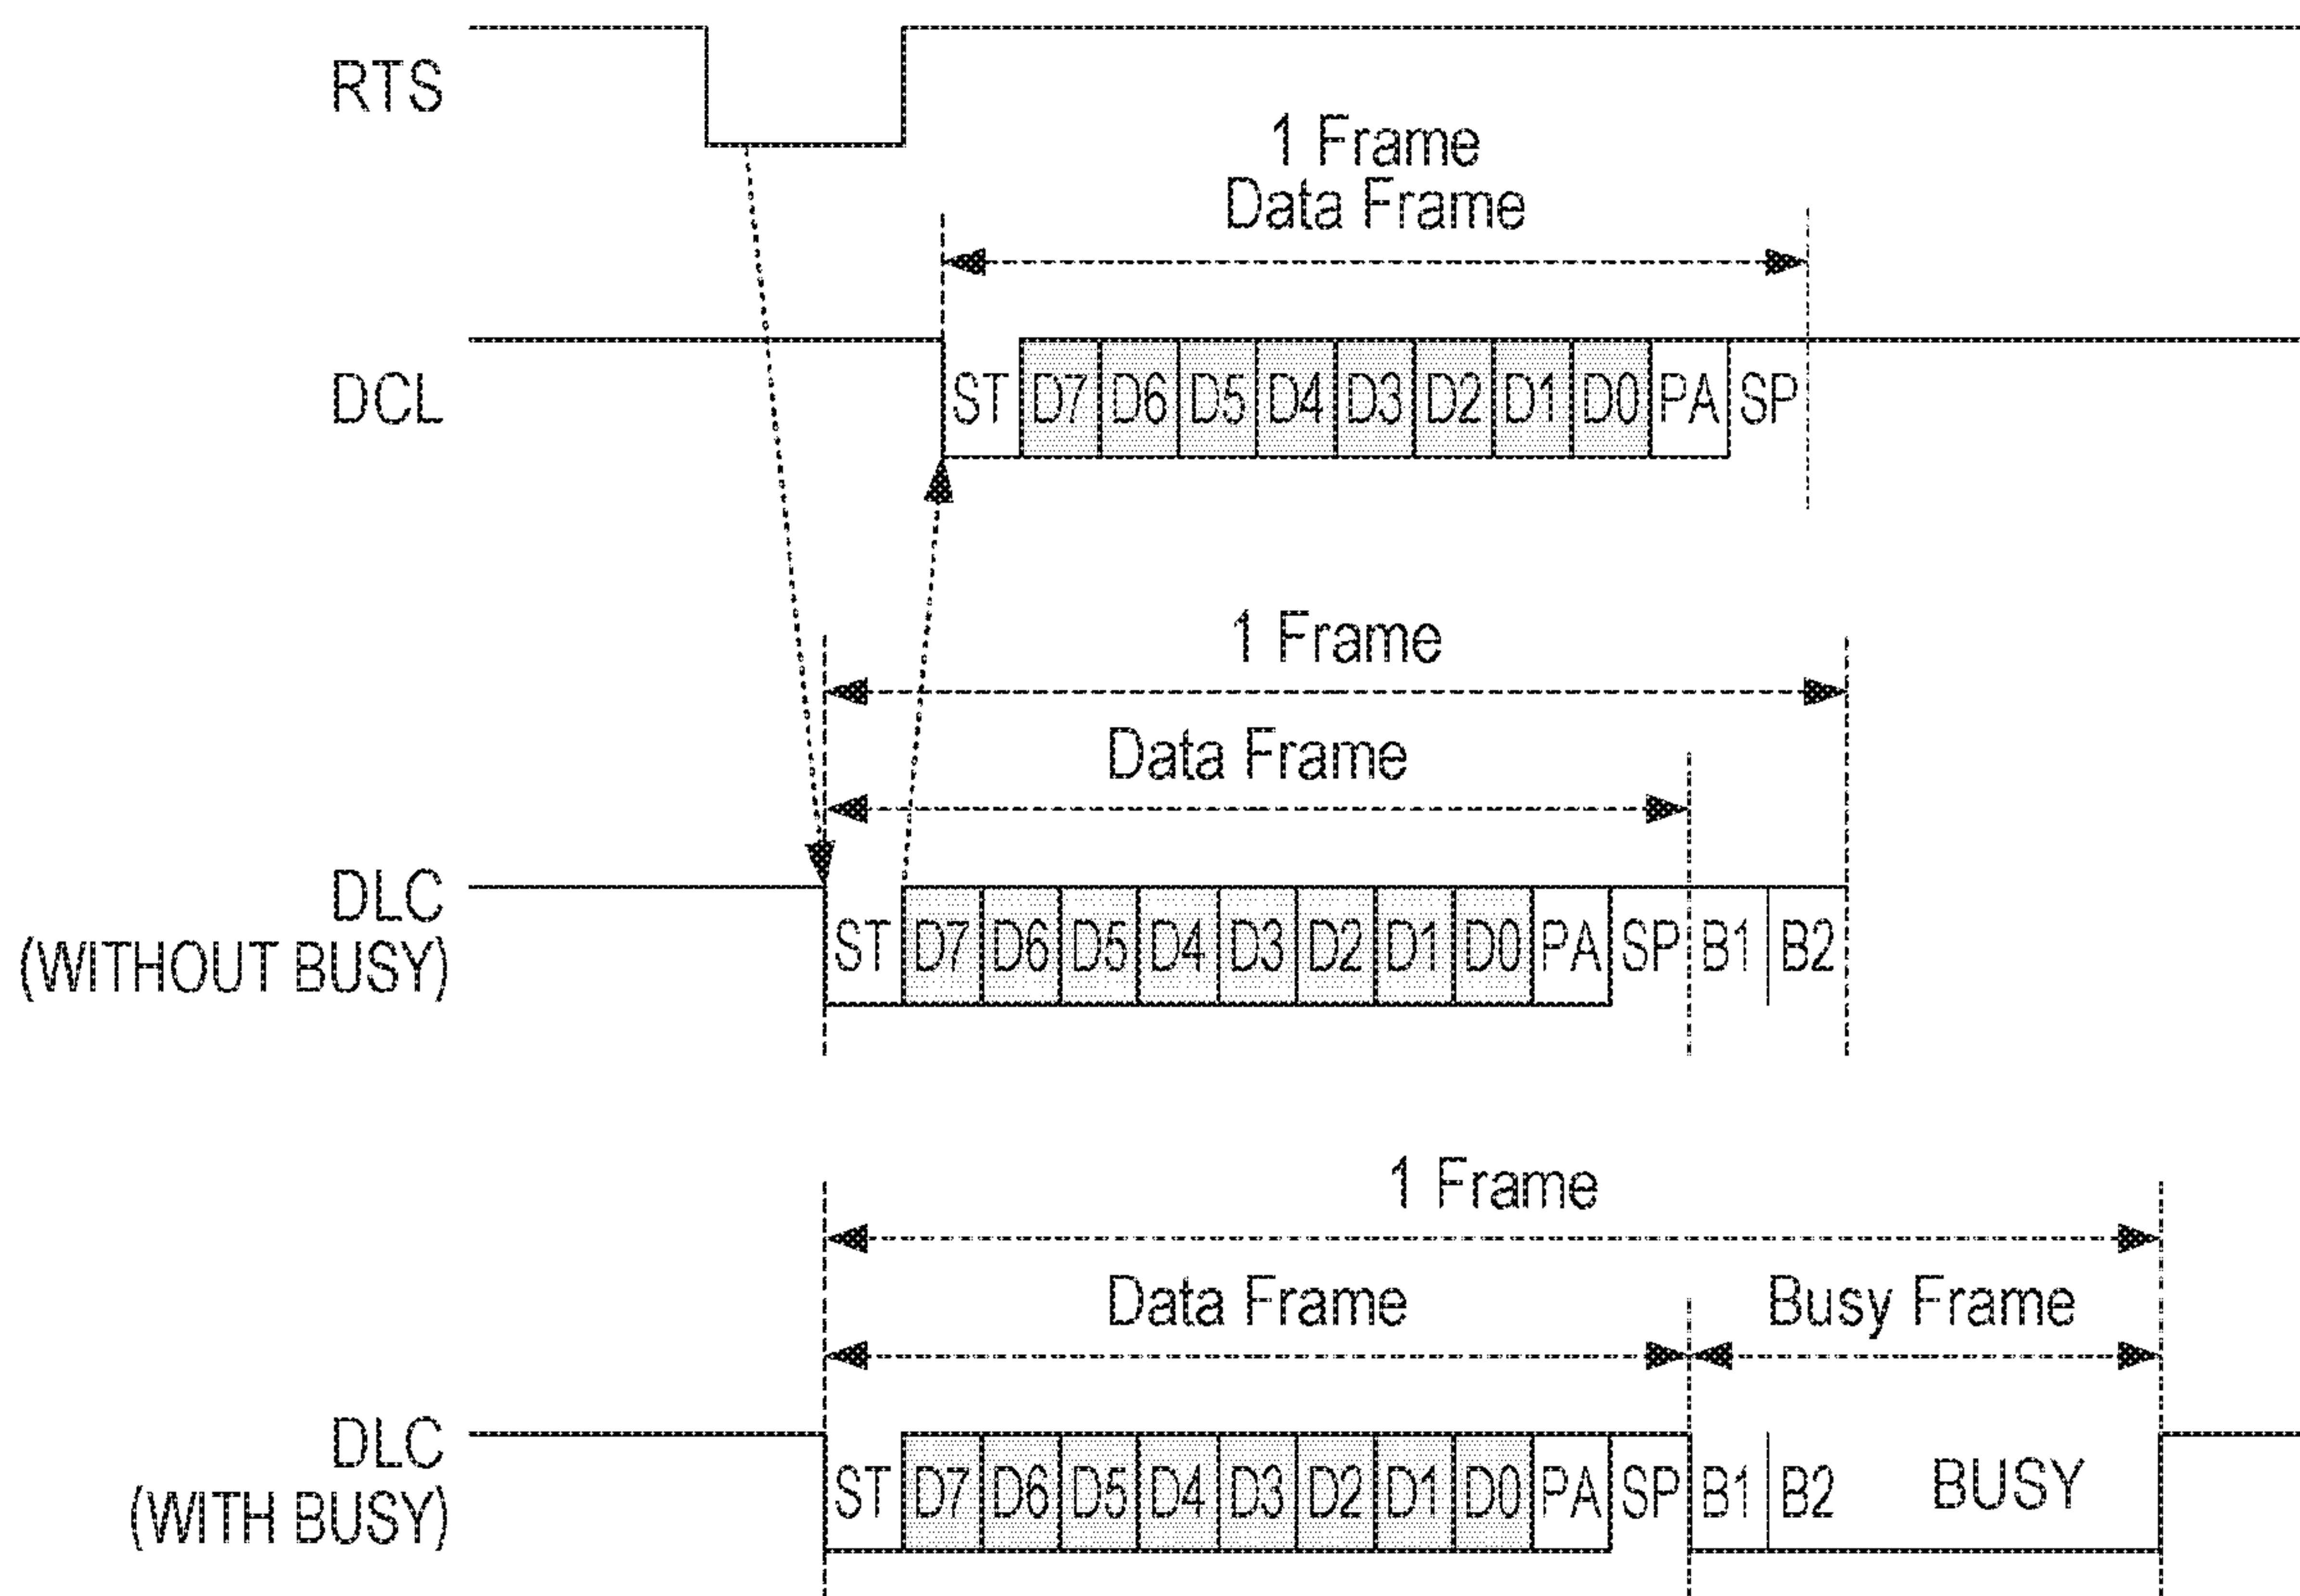 RTS
1 Frame
Data Frame
DCL
ST D7 D6 D5 D4 D3 D2 D1 D0 PA SP
1 Frame
Data Frame
DLC
(WITHOUT BUSY)
ST D7 D6 D5 D4 D3 D2 D1 D0 PA SP B1 B2
1 Frame
Data Frame Busy Frame
DLC
(WITH BUSY)
ST D7 D6 D5 D4 D3 D2 D1 D0 PA SP B1 B2 BUSY